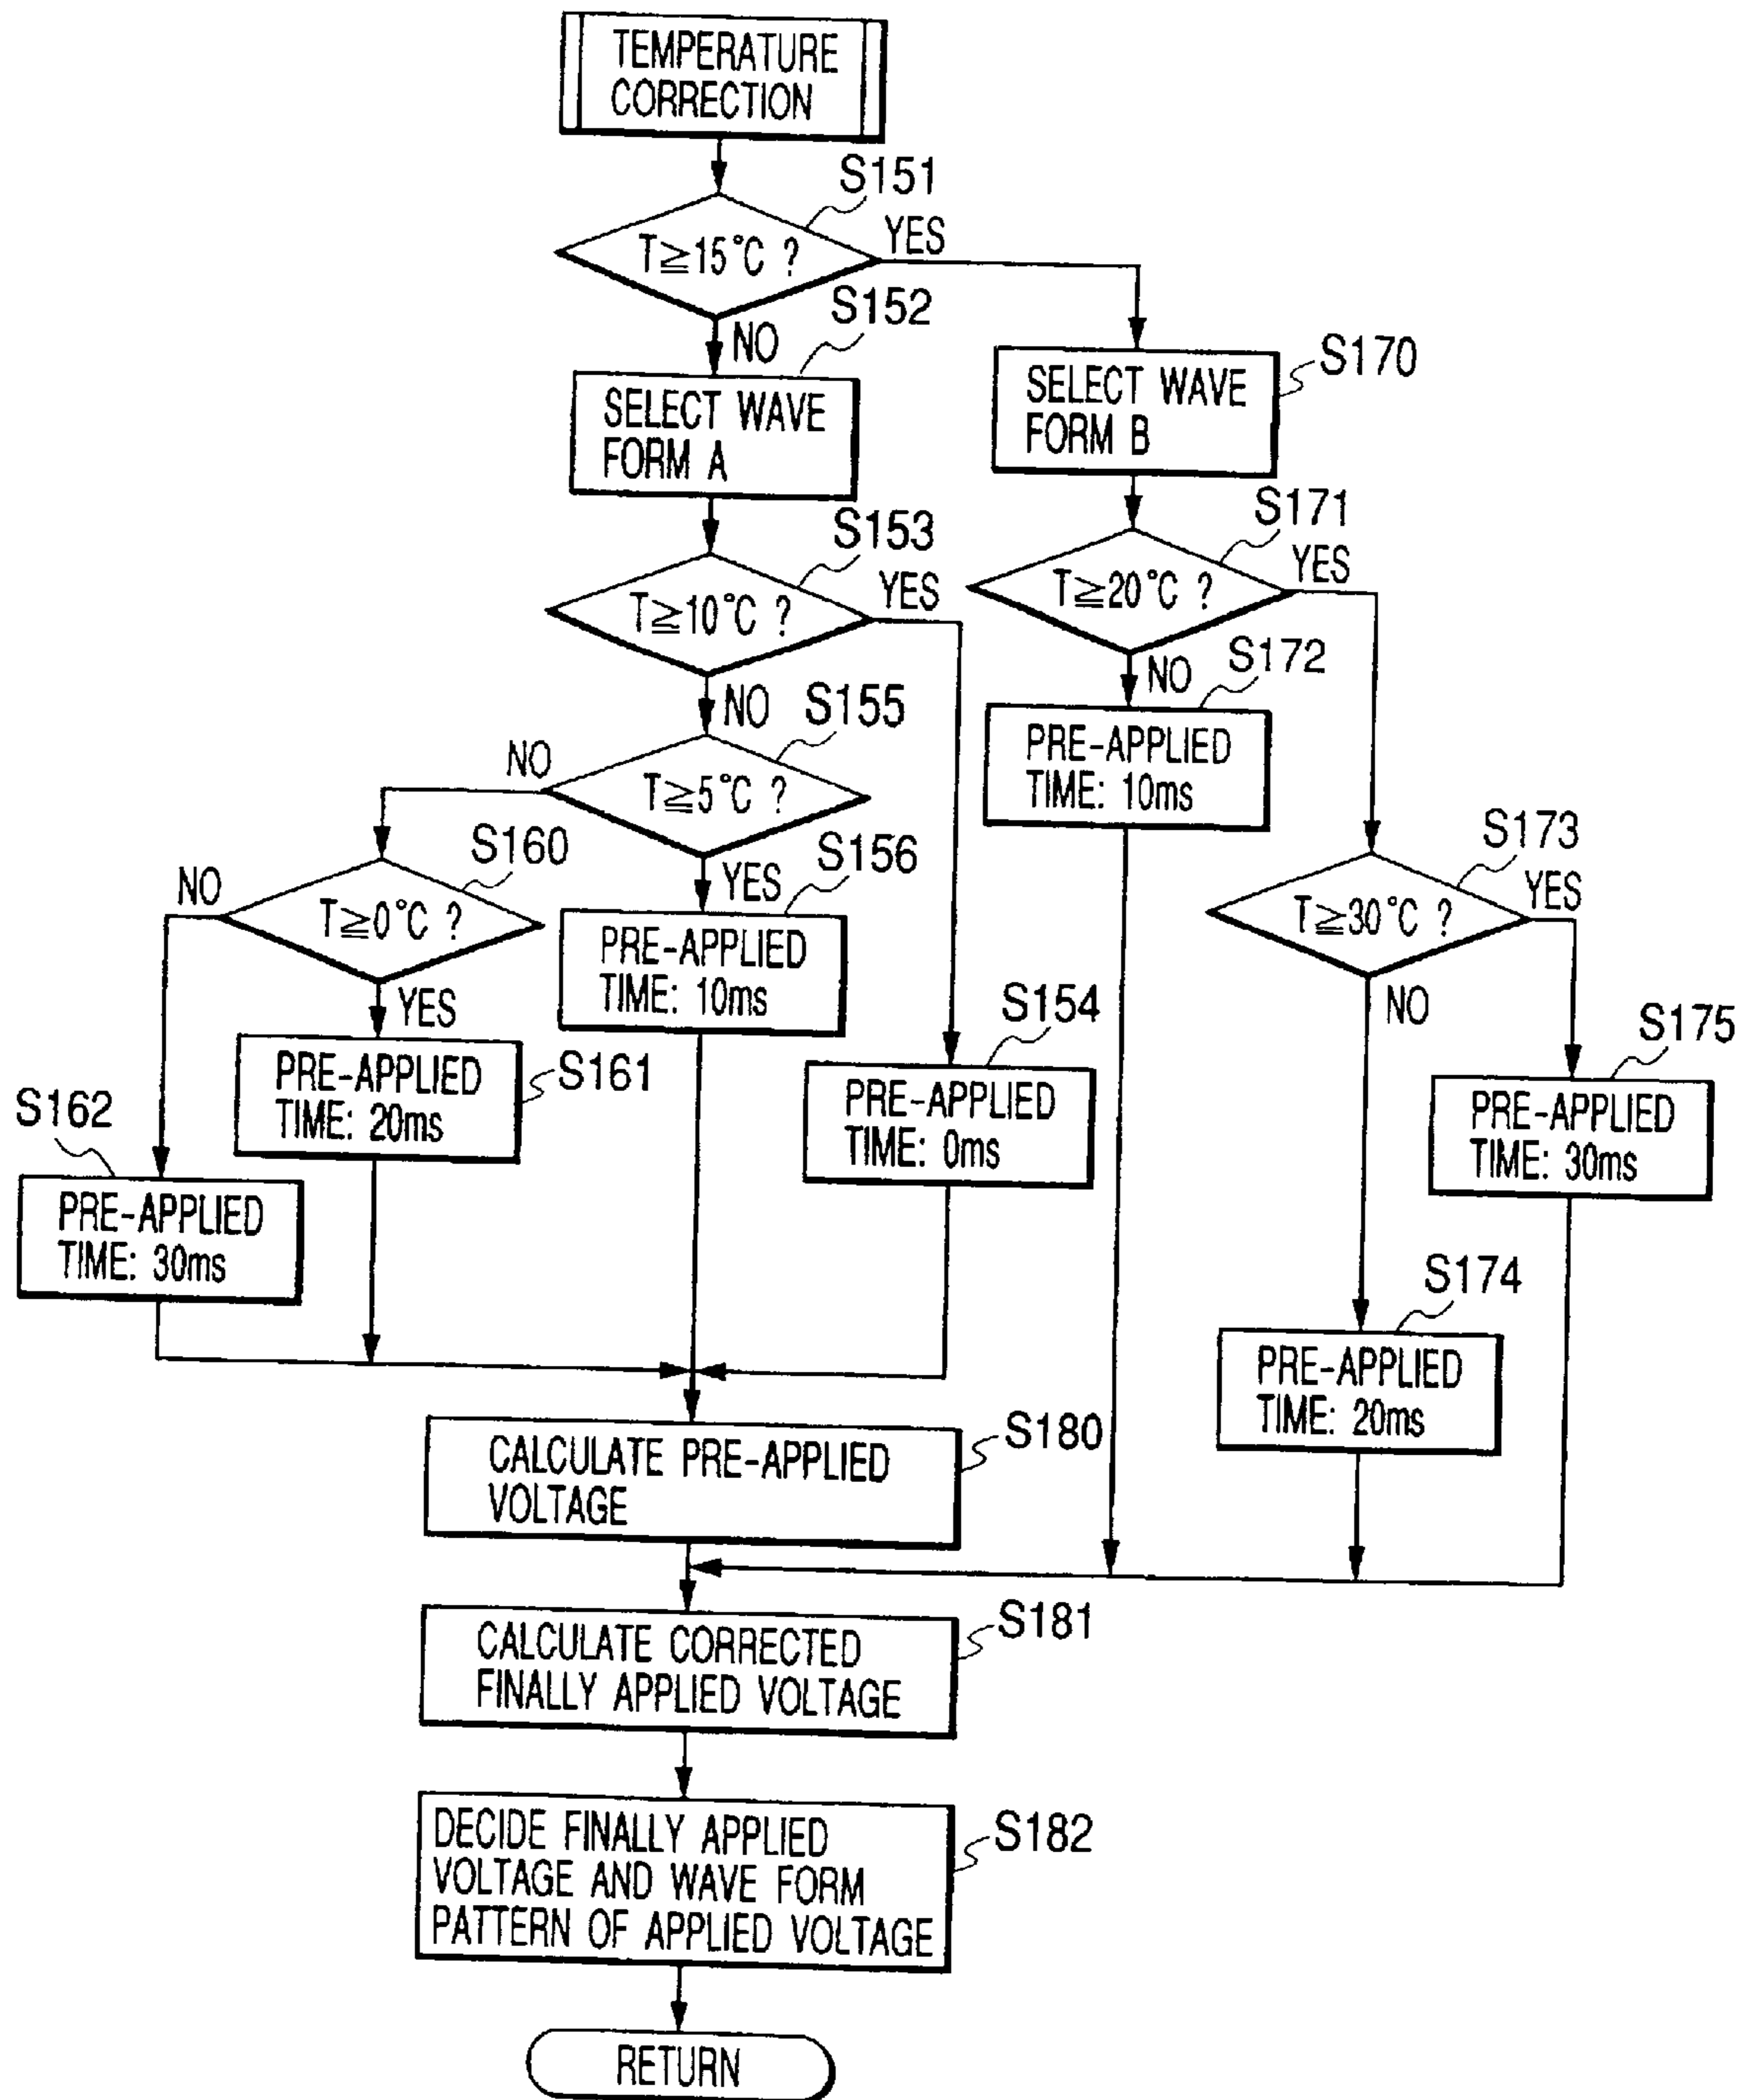 TEMPERATURE
CORRECTION
S151
T≧15°C ?
YES
NO
S152
SELECT WAVE
FORM A
S170
SELECT WAVE
FORM B
S153
T≧10°C ?
YES
NO
S171
T≧20°C ?
YES
NO
S172
PRE-APPLIED
TIME: 10ms
S155
T≧5°C ?
NO
YES
S156
PRE-APPLIED
TIME: 10ms
S160
T≧0°C ?
NO
YES
S173
T≧30°C ?
YES
NO
S161
PRE-APPLIED
TIME: 20ms
S154
PRE-APPLIED
TIME: 0ms
S175
PRE-APPLIED
TIME: 30ms
S162
PRE-APPLIED
TIME: 30ms
S174
PRE-APPLIED
TIME: 20ms
S180
CALCULATE PRE-APPLIED
VOLTAGE
S181
CALCULATE CORRECTED
FINALLY APPLIED VOLTAGE
S182
DECIDE FINALLY APPLIED
VOLTAGE AND WAVE FORM
PATTERN OF APPLIED VOLTAGE
RETURN